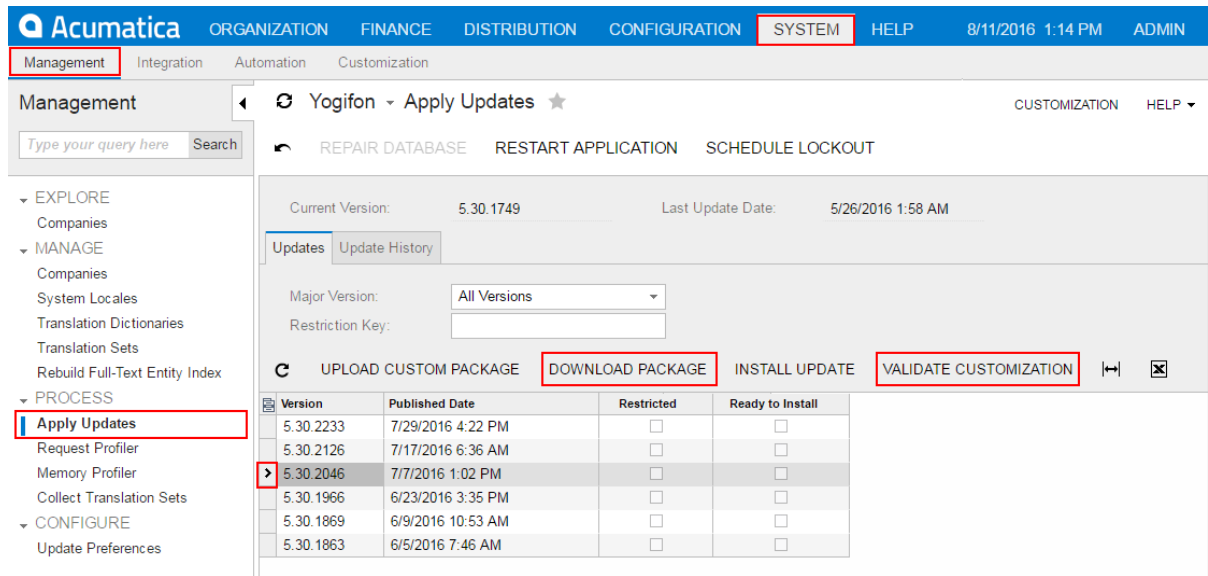 Acumatica ORGANIZATION FINANCE DISTRIBUTION CONFIGURATION SYSTEM HELP 8/11/2016 1:14 PM ADMIN
Management Integration Automation Customization
Management
Type your query here Search
EXPLORE
Companies
MANAGE
Companies
System Locales
Translation Dictionaries
Translation Sets
Rebuild Full-Text Entity Index
PROCESS
Apply Updates
Request Profiler
Memory Profiler
Collect Translation Sets
CONFIGURE
Update Preferences
Yogifon Apply Updates CUSTOMIZATION HELP
REPAIR DATABASE RESTART APPLICATION SCHEDULE LOCKOUT
Current Version: 5.30.1749 Last Update Date: 5/26/2016 1:58 AM
Updates Update History
Major Version: All Versions
Restriction Key:
UPLOAD CUSTOM PACKAGE DOWNLOAD PACKAGE INSTALL UPDATE VALIDATE CUSTOMIZATION
Version Published Date Restricted Ready to Install
5.30.2233 7/29/2016 4:22 PM
5.30.2126 7/17/2016 6:36 AM
5.30.2046 7/7/2016 1:02 PM
5.30.1966 6/23/2016 3:35 PM
5.30.1869 6/9/2016 10:53 AM
5.30.1863 6/5/2016 7:46 AM